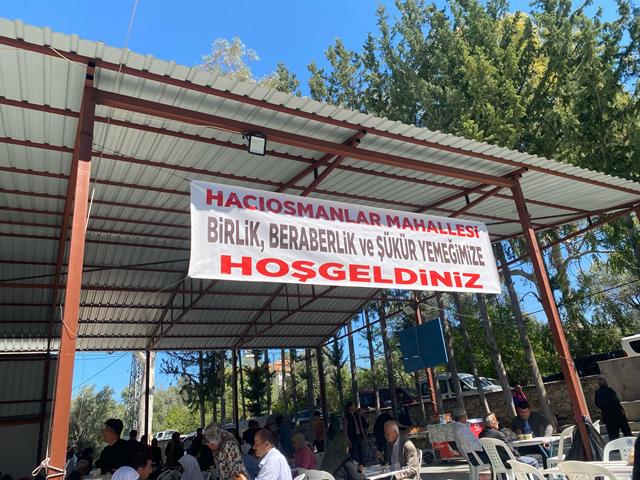 HACIOSMANLAR MAHALLESİ
BİRLİK, BERABERLİK ve ŞÜKÜR YEMEĞİMİZE
HOŞGELDİNİZ